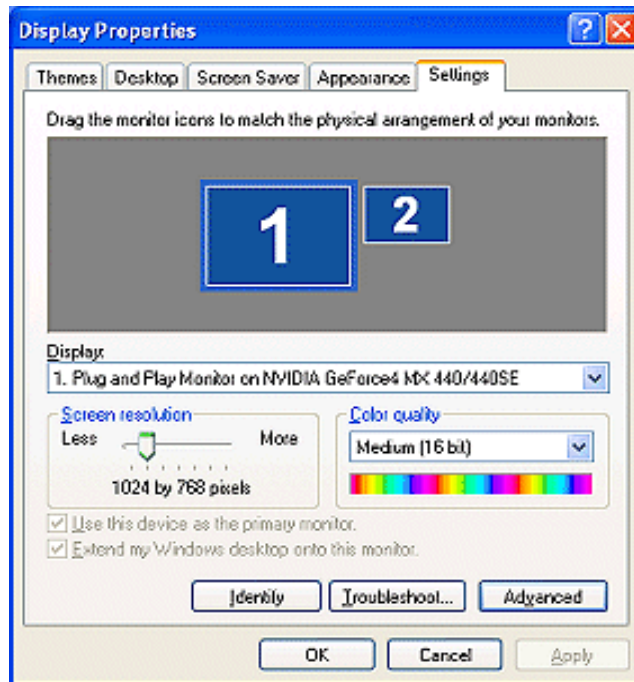 Display Properties
Themes Desktop Screen Saver Appearance Settings
Drag the monitor icons to match the physical arrangement of your monitors.
1 2
Display:
1. Plug and Play Monitor on NVIDIA GeForce4 MX 440/440SE
Screen resolution Color quality
Less More Medium (16 bit)
1024 by 768 pixels
Use this device as the primary monitor.
Extend my Windows desktop onto this monitor.
Identify Troubleshoot... Advanced
OK Cancel Apply